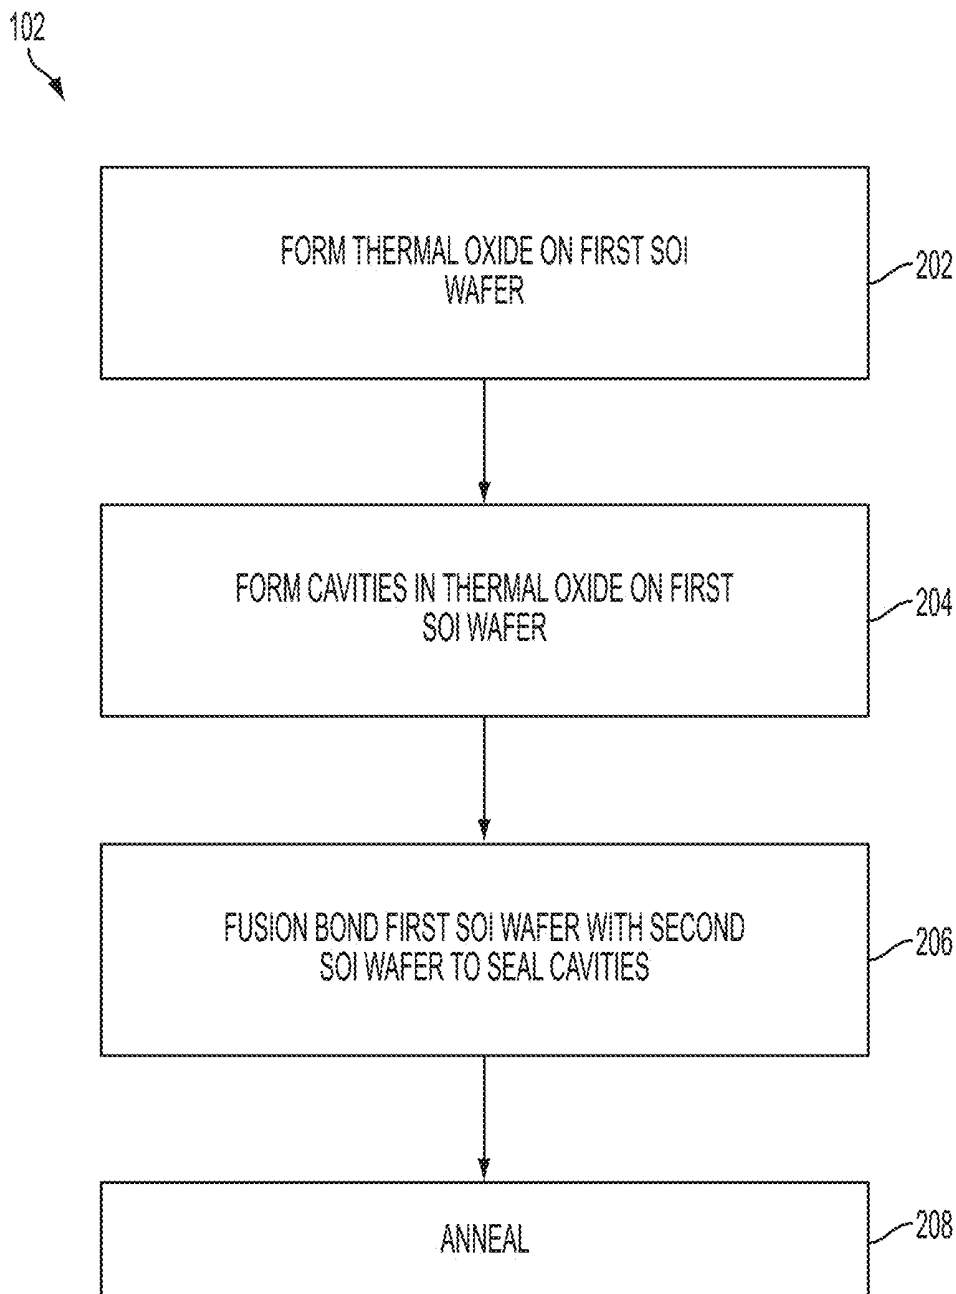 102
FORM THERMAL OXIDE ON FIRST SOI
WAFER
202
FORM CAVITIES IN THERMAL OXIDE ON FIRST
SOI WAFER
204
FUSION BOND FIRST SOI WAFER WITH SECOND
SOI WAFER TO SEAL CAVITIES
206
ANNEAL
208